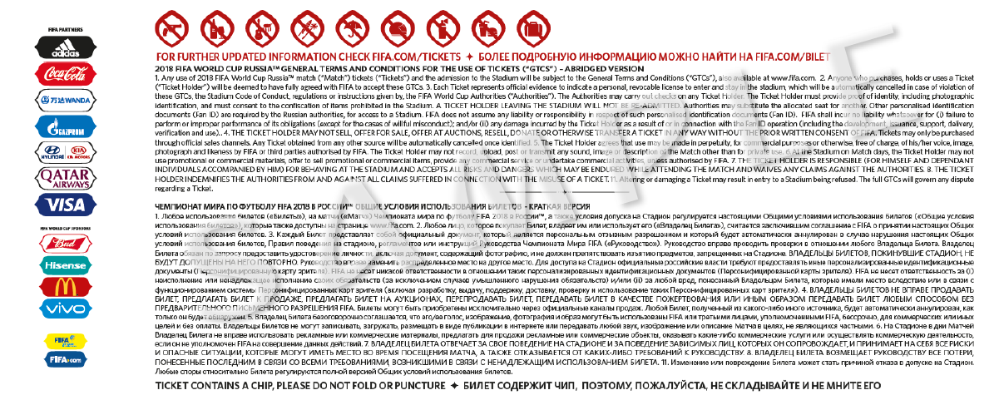 FIFA PARTNERS
adidas
Coca-Cola
万达 WANDA
GAZPROM
HYUNDAI KIA MOTORS
QATAR
AIRWAYS
VISA
FIFA WORLD CUP SPONSORS
Bud
Hisense
M
vivo
FIFA
FIFA.com
FOR FURTHER UPDATED INFORMATION CHECK FIFA.COM/TICKETS ✦ БОЛЕЕ ПОДРОБНУЮ ИНФОРМАЦИЮ МОЖНО НАЙТИ НА FIFA.COM/BILET
2018 FIFA WORLD CUP RUSSIA™ GENERAL TERMS AND CONDITIONS FOR THE USE OF TICKETS (“GTCS”) – ABRIDGED VERSION
1. Any use of 2018 FIFA World Cup Russia™ match (“Match”) tickets (“Tickets”) and the admission to the Stadium will be subject to the General Terms and Conditions (“GTCs”), also available at www.fifa.com. 2. Anyone who purchases, holds or uses a Ticket
(“Ticket Holder”) will be deemed to have fully agreed with FIFA to accept these GTCs. 3. Each Ticket represents official evidence to indicate a personal, revocable license to enter and stay in the stadium, which will be automatically cancelled in case of violation of
these GTCs, the Stadium Code of Conduct, regulations or instructions given by, the FIFA World Cup Authorities (“Authorities”). The Authorities may carry out checks on any Ticket Holder. The Ticket Holder must provide proof of identity, including photographic
identification, and must consent to the confiscation of items prohibited in the Stadium. A TICKET HOLDER LEAVING THE STADIUM WILL NOT BE RE-ADMITTED. Authorities may substitute the allocated seat for another. Other personalised identification
documents (Fan ID) are required by the Russian authorities, for access to a Stadium. FIFA does not assume any liability or responsibility in respect of such personalised identification documents (Fan ID). FIFA shall incur no liability whatsoever for (i) failure to
perform or improper performance of its obligations (except for the cases of willful misconduct); and/or (ii) any damage incurred by the Ticket Holder as a result of or in connection with the Fan ID operation (including the development, issuance, support, delivery,
verification and use).. 4. THE TICKET HOLDER MAY NOT SELL, OFFER FOR SALE, OFFER AT AUCTIONS, RESELL, DONATE OR OTHERWISE TRANSFER A TICKET IN ANY WAY WITHOUT THE PRIOR WRITTEN CONSENT OF FIFA. Tickets may only be purchased
through official sales channels. Any Ticket obtained from any other source will be automatically cancelled once identified. 5. The Ticket Holder agrees that use may be made in perpetuity, for commercial purposes or otherwise, free of charge, of his/her voice, image,
photograph and likeness by FIFA or third parties authorised by FIFA. The Ticket Holder may not record, upload, post or transmit any sound, image or description of the Match other than for private use. 6. At the Stadium on Match days, the Ticket Holder may not
use promotional or commercial materials, offer to sell promotional or commercial items, provide any commercial service or undertake commercial activities, unless authorised by FIFA. 7. THE TICKET HOLDER IS RESPONSIBLE (FOR HIMSELF AND DEPENDANT
INDIVIDUALS ACCOMPANIED BY HIM) FOR BEHAVING AT THE STADIUM AND ACCEPTS ALL RISKS AND DANGERS WHICH MAY BE ENDURED WHILE ATTENDING THE MATCH AND WAIVES ANY CLAIMS AGAINST THE AUTHORITIES. 8. THE TICKET
HOLDER INDEMNIFIES THE AUTHORITIES FROM AND AGAINST ALL CLAIMS SUFFERED IN CONNECTION WITH THE MISUSE OF A TICKET. 11. Altering or damaging a Ticket may result in entry to a Stadium being refused. The full GTCs will govern any dispute
regarding a Ticket.
ЧЕМПИОНАТ МИРА ПО ФУТБОЛУ FIFA 2018 В РОССИИ™ ОБЩИЕ УСЛОВИЯ ИСПОЛЬЗОВАНИЯ БИЛЕТОВ - КРАТКАЯ ВЕРСИЯ
1. Любое использование билетов («Билеты»), на матчи («Матч») Чемпионата мира по футболу FIFA 2018 в России™, а также условия допуска на Стадион регулируется настоящими Общими условиями использования билетов («Общие условия
использования билетов»), которые также доступны на странице www.fifa.com. 2. Любое лицо, которое покупает Билет, владеет им или использует его («Владелец Билета»), считается заключившим соглашение с FIFA о принятии настоящих Общих
условий использования билетов. 3. Каждый Билет представляет собой официальный документ, который является персональным отзывным разрешением и который будет автоматически аннулирован в случае нарушения настоящих Общих
условий использования билетов, Правил поведения на стадионе, регламентов или инструкций Руководства Чемпионата Мира FIFA («Руководство»). Руководство вправе проводить проверки в отношении любого Владельца Билета. Владелец
Билета обязан по запросу предоставить удостоверение личности, включая документ, содержащий фотографию, и не должен препятствовать изъятию предметов, запрещенных на Стадионе. ВЛАДЕЛЬЦЫ БИЛЕТОВ, ПОКИНУВШИЕ СТАДИОН, НЕ
БУДУТ ДОПУЩЕНЫ НА НЕГО ПОВТОРНО. Руководство вправе заменить распределенное место на другое место. Для доступа на Стадион официальные российские власти требуют предоставлять иные персонализированные идентификационные
документы (Персонифицированную карту зрителя). FIFA не несет никакой ответственности в отношении таких персонализированных идентификационных документов (Персонифицированной карты зрителя). FIFA не несет ответственность за (i)
неисполнение или ненадлежащее исполнение своих обязательств (за исключением случаев умышленного нарушения обязательств) и/или (ii) за любой вред, понесенный Владельцем Билета, которые имели место вследствие или в связи с
функционированием системы Персонифицированных карт зрителя (включая разработку, выдачу, поддержку, доставку, проверку и использование таких Персонифицированных карт зрителя). 4. ВЛАДЕЛЬЦЫ БИЛЕТОВ НЕ ВПРАВЕ ПРОДАВАТЬ
БИЛЕТ, ПРЕДЛАГАТЬ БИЛЕТ К ПРОДАЖЕ, ПРЕДЛАГАТЬ БИЛЕТ НА АУКЦИОНАХ, ПЕРЕПРОДАВАТЬ БИЛЕТ, ПЕРЕДАВАТЬ БИЛЕТ В КАЧЕСТВЕ ПОЖЕРТВОВАНИЯ ИЛИ ИНЫМ ОБРАЗОМ ПЕРЕДАВАТЬ БИЛЕТ ЛЮБЫМ СПОСОБОМ БЕЗ
ПРЕДВАРИТЕЛЬНОГО ПИСЬМЕННОГО РАЗРЕШЕНИЯ FIFA. Билеты могут быть приобретены исключительно через официальные каналы продаж. Любой Билет, полученный из какого-либо иного источника, будет автоматически аннулирован, как
только он будет обнаружен. 5. Владелец Билета безоговорочно соглашается, что его/ее голос, изображение, фотография и образ могут быть использованы FIFA или третьими лицами, уполномоченными FIFA, бессрочно, для коммерческих или иных
целей и без оплаты. Владельцы Билетов не могут записывать, загружать, размещать в виде публикации в интернете или передавать любой звук, изображение или описание Матча в целях, не являющихся частными. 6. На Стадионе в дни Матчей
Владелец Билета не вправе использовать рекламные или коммерческие материалы, предлагать для продажи рекламные или коммерческие объекты, оказывать какие-либо коммерческие услуги или осуществлять коммерческую деятельность,
если он не уполномочен FIFA на совершение данных действий. 7. ВЛАДЕЛЕЦ БИЛЕТА ОТВЕЧАЕТ ЗА СВОЕ ПОВЕДЕНИЕ НА СТАДИОНЕ И ЗА ПОВЕДЕНИЕ ЗАВИСИМЫХ ЛИЦ, КОТОРЫХ ОН СОПРОВОЖДАЕТ, И ПРИНИМАЕТ НА СЕБЯ ВСЕ РИСКИ
И ОПАСНЫЕ СИТУАЦИИ, КОТОРЫЕ МОГУТ ИМЕТЬ МЕСТО ВО ВРЕМЯ ПОСЕЩЕНИЯ МАТЧА, А ТАКЖЕ ОТКАЗЫВАЕТСЯ ОТ КАКИХ-ЛИБО ТРЕБОВАНИЙ К РУКОВОДСТВУ. 8. ВЛАДЕЛЕЦ БИЛЕТА ВОЗМЕЩАЕТ РУКОВОДСТВУ ВСЕ ПОТЕРИ,
ПОНЕСЕННЫЕ ПОСЛЕДНИМ В СВЯЗИ СО ВСЕМИ ТРЕБОВАНИЯМИ, ВОЗНИКШИМИ В СВЯЗИ С НЕНАДЛЕЖАЩИМ ИСПОЛЬЗОВАНИЕМ БИЛЕТА. 11. Изменение или повреждение Билета может стать причиной отказа в допуске на Стадион.
Любые споры относительно Билета регулируются полной версией Общих условий использования билетов.
TICKET CONTAINS A CHIP, PLEASE DO NOT FOLD OR PUNCTURE ✦ БИЛЕТ СОДЕРЖИТ ЧИП, ПОЭТОМУ, ПОЖАЛУЙСТА, НЕ СКЛАДЫВАЙТЕ И НЕ МНИТЕ ЕГО